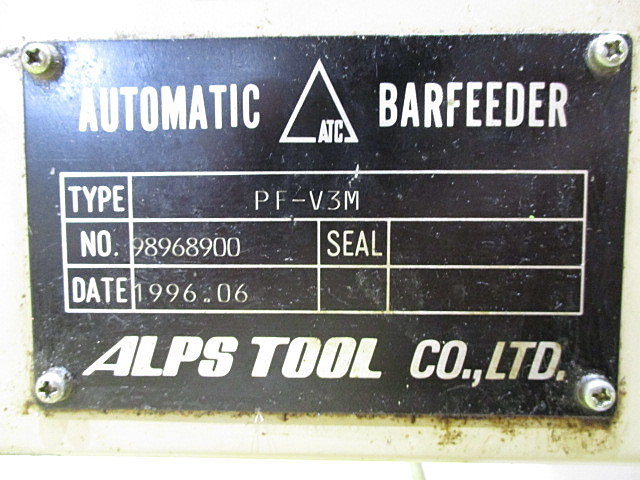 AUTOMATIC ATC BARFEEDER
TYPE PF-V3M
NO. 98968900 SEAL
DATE 1996.06
ALPS TOOL CO.,LTD.